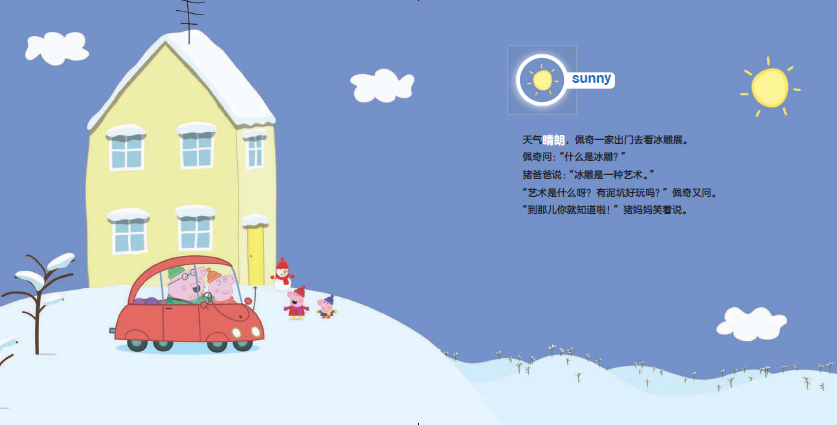 sunny
天气晴朗，佩奇一家出门去看冰雕展。
佩奇问：“什么是冰雕？”
猪爸爸说：“冰雕是一种艺术。”
“艺术是什么呀？有泥坑好玩吗？”佩奇又问。
“到那儿你就知道啦！”猪妈妈笑着说。